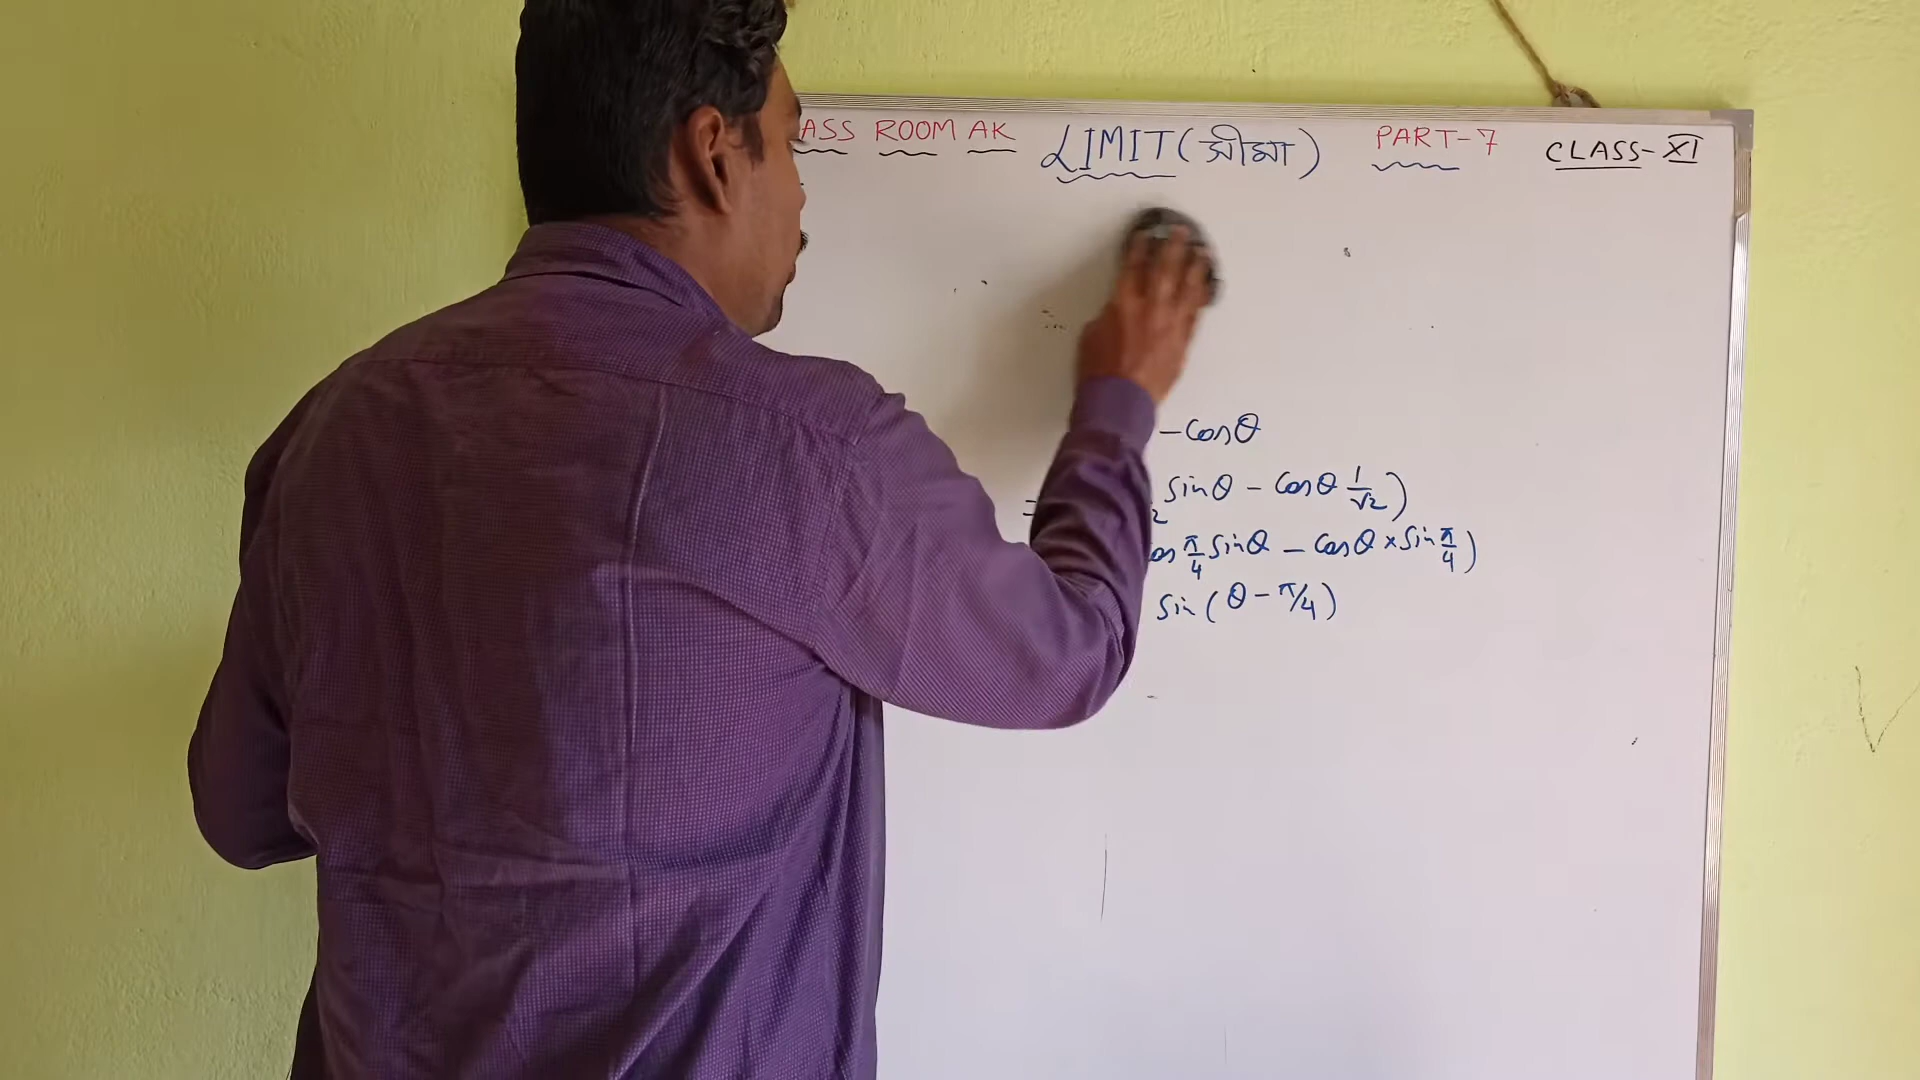 ASS ROOM AK LIMIT (সীমা) PART-7 CLASS-XI
-cosθ
= sinθ - cosθ 1/√2)
cos π/4 sinθ - cosθ × sin π/4)
sin(θ - π/4)